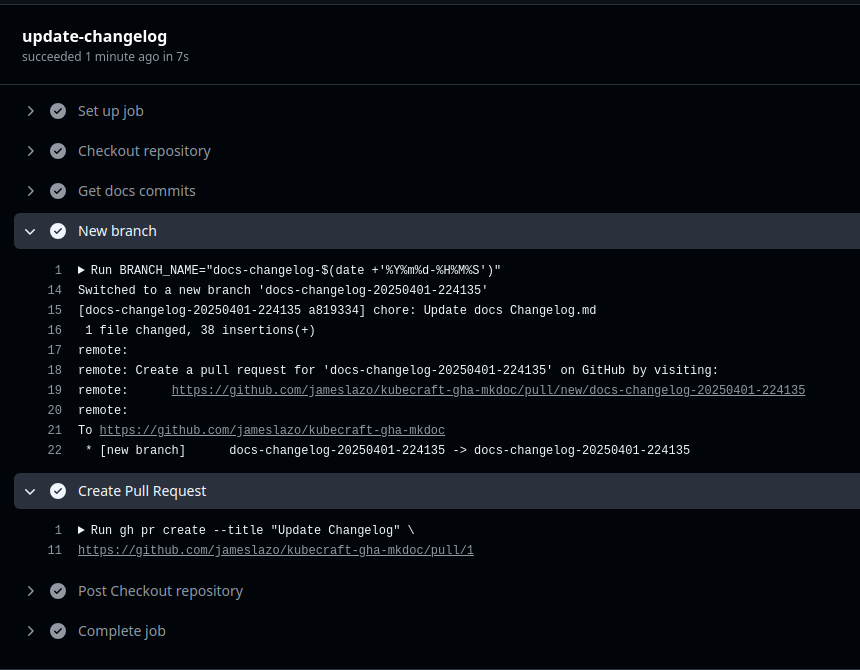 update-changelog
succeeded 1 minute ago in 7s
Set up job
Checkout repository
Get docs commits
New branch
1 Run BRANCH_NAME="docs-changelog-$(date +'%Y%m%d-%H%M%S')"
14 Switched to a new branch 'docs-changelog-20250401-224135'
15 [docs-changelog-20250401-224135 a819334] chore: Update docs Changelog.md
16 1 file changed, 38 insertions(+)
17 remote:
18 remote: Create a pull request for 'docs-changelog-20250401-224135' on GitHub by visiting:
19 remote: https://github.com/jameslazo/kubecraft-gha-mkdoc/pull/new/docs-changelog-20250401-224135
20 remote:
21 To https://github.com/jameslazo/kubecraft-gha-mkdoc
22 * [new branch] docs-changelog-20250401-224135 -> docs-changelog-20250401-224135
Create Pull Request
1 Run gh pr create --title "Update Changelog" \
11 https://github.com/jameslazo/kubecraft-gha-mkdoc/pull/1
Post Checkout repository
Complete job